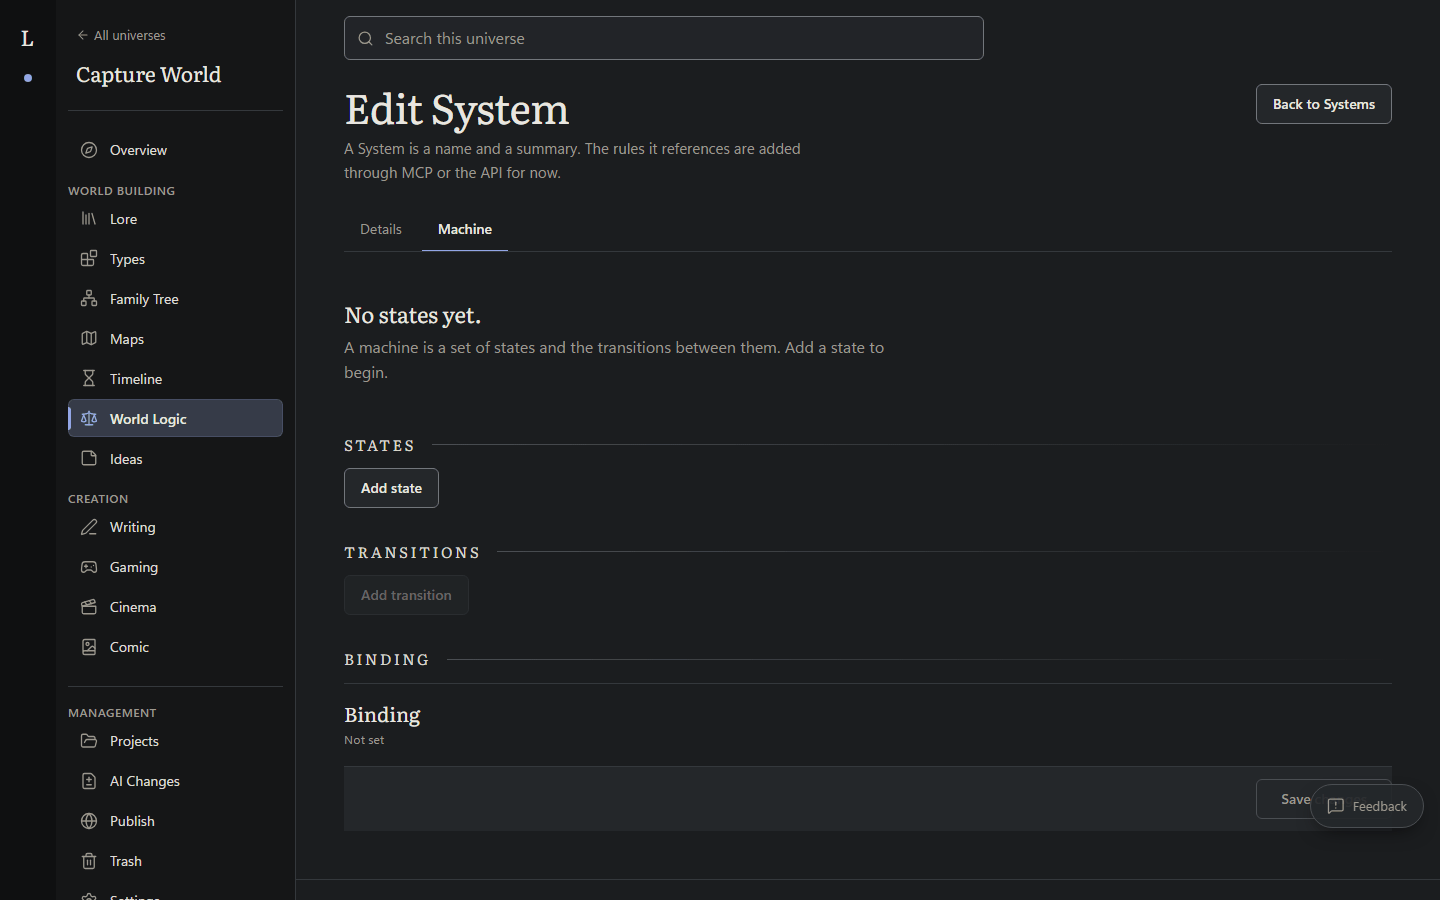 L
All universes
Capture World
Overview
WORLD BUILDING
Lore
Types
Family Tree
Maps
Timeline
World Logic
Ideas
CREATION
Writing
Gaming
Cinema
Comic
MANAGEMENT
Projects
AI Changes
Publish
Trash
Settings
Search this universe
Edit System
A System is a name and a summary. The rules it references are added
through MCP or the API for now.
Back to Systems
Details
Machine
No states yet.
A machine is a set of states and the transitions between them. Add a state to
begin.
STATES
Add state
TRANSITIONS
Add transition
BINDING
Binding
Not set
Save
Feedback